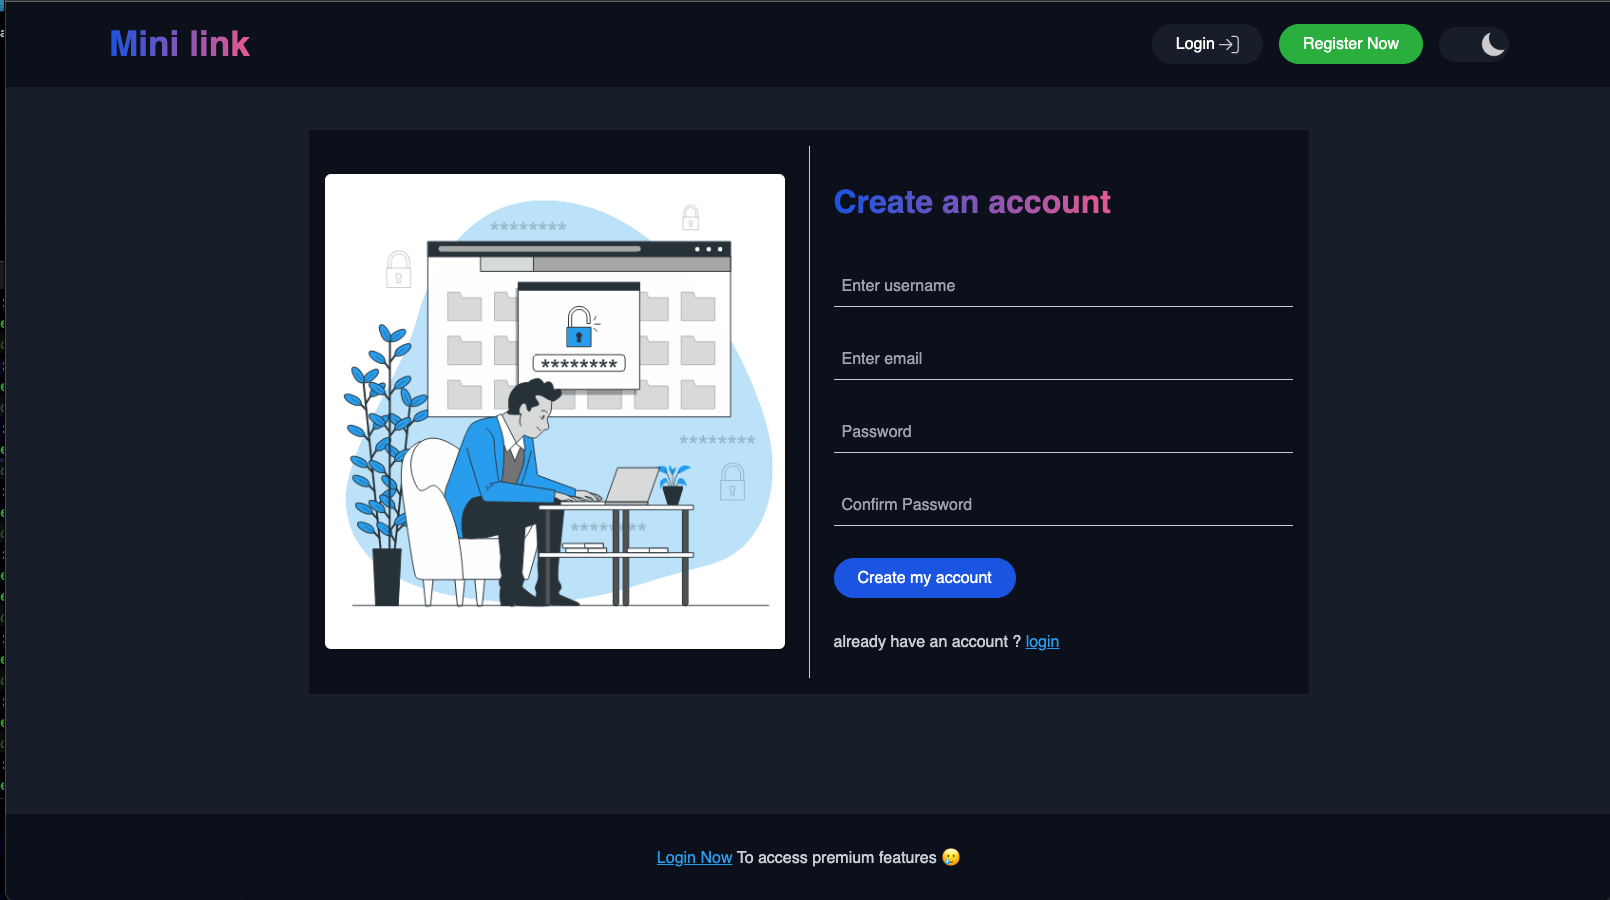 Mini link
Login
Register Now
********
********
********
********
Create an account
Enter username
Enter email
Password
Confirm Password
Create my account
already have an account ? login
Login Now To access premium features 🥲